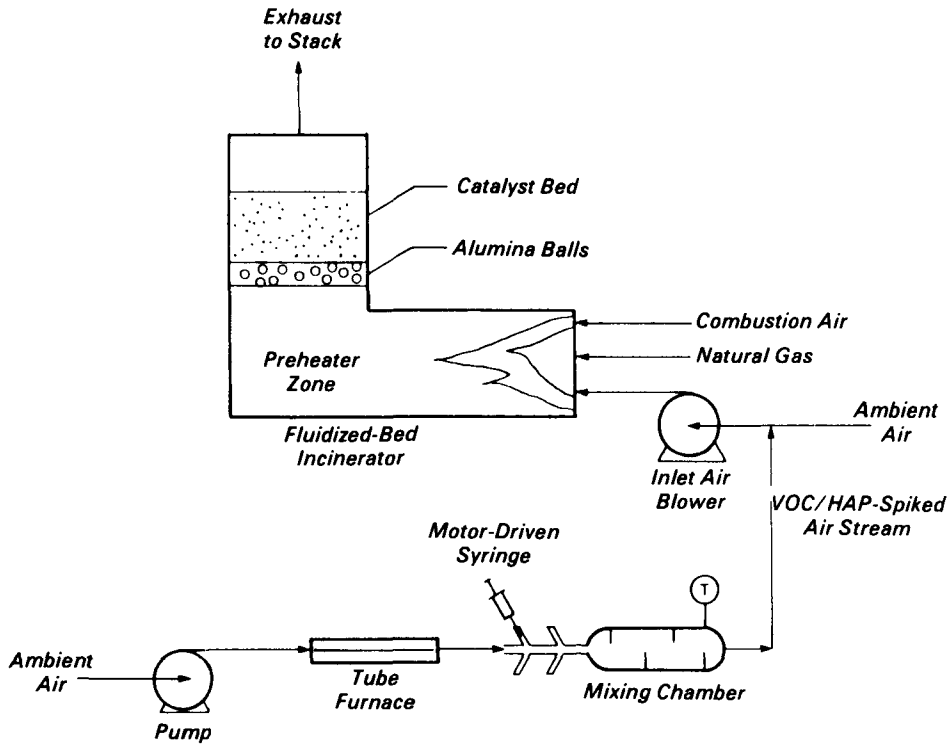 Exhaust
to Stack
Catalyst Bed
Alumina Balls
Combustion Air
Natural Gas
Preheater
Zone
Ambient
Air
Fluidized-Bed
Incinerator
Inlet Air
Blower
VOC/HAP-Spiked
Air Stream
Motor-Driven
Syringe
T
Ambient
Air
Tube
Furnace
Mixing Chamber
Pump